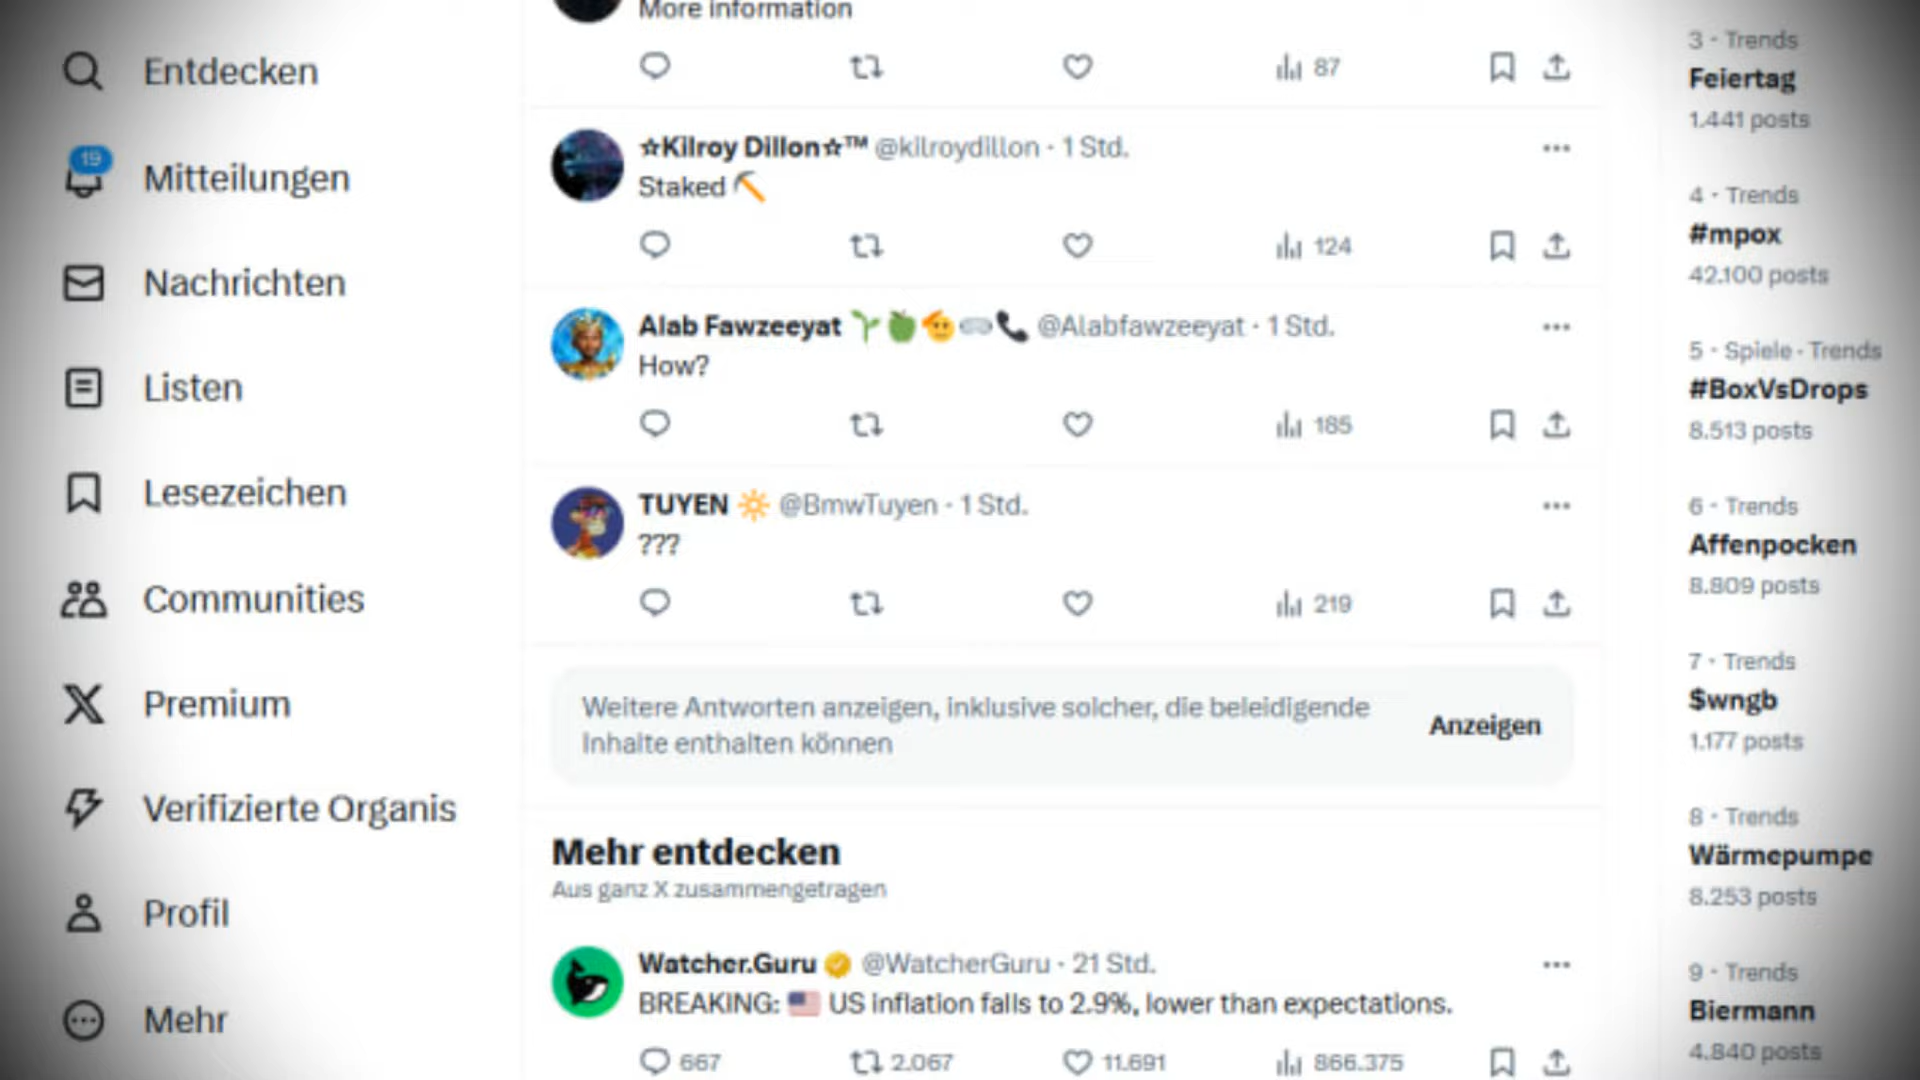 Entdecken
19
Mitteilungen
Nachrichten
Listen
Lesezeichen
Communities
Premium
Verifizierte Organis
Profil
Mehr
More information
87
☆Kilroy Dillon☆™ @kilroydillon · 1 Std.
Staked ⛏️
124
Alab Fawzeeyat 🌱🍏🫡📞 @Alabfawzeeyat · 1 Std.
How?
185
TUYEN 🔆 @BmwTuyen · 1 Std.
???
219
Weitere Antworten anzeigen, inklusive solcher, die beleidigende
Inhalte enthalten können
Anzeigen
Mehr entdecken
Aus ganz X zusammengetragen
Watcher.Guru @WatcherGuru · 21 Std.
BREAKING: 🇺🇸 US inflation falls to 2.9%, lower than expectations.
667 2.067 11.691 866.375
3 · Trends
Feiertag
1.441 posts
4 · Trends
#mpox
42.100 posts
5 · Spiele · Trends
#BoxVsDrops
8.513 posts
6 · Trends
Affenpocken
8.809 posts
7 · Trends
$wngb
1.177 posts
8 · Trends
Wärmepumpe
8.253 posts
9 · Trends
Biermann
4.840 posts